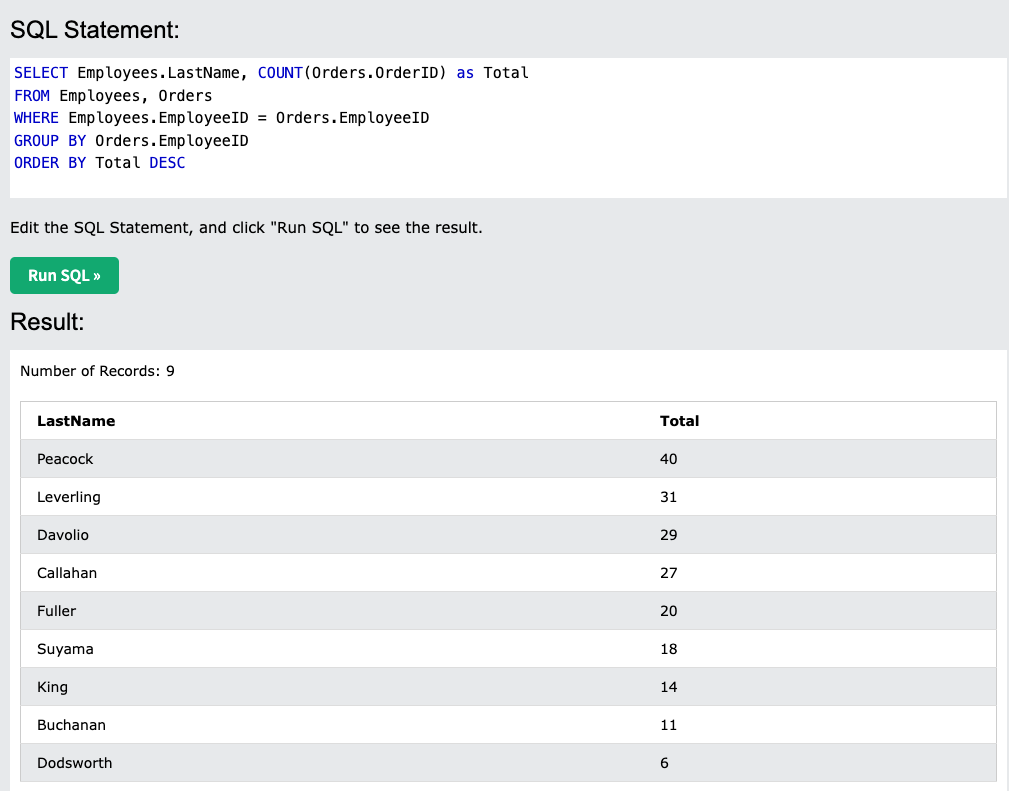 SQL Statement:
SELECT Employees.LastName, COUNT(Orders.OrderID) as Total
FROM Employees, Orders
WHERE Employees.EmployeeID = Orders.EmployeeID
GROUP BY Orders.EmployeeID
ORDER BY Total DESC
Edit the SQL Statement, and click "Run SQL" to see the result.
Run SQL »
Result:
Number of Records: 9
LastName Total
Peacock 40
Leverling 31
Davolio 29
Callahan 27
Fuller 20
Suyama 18
King 14
Buchanan 11
Dodsworth 6